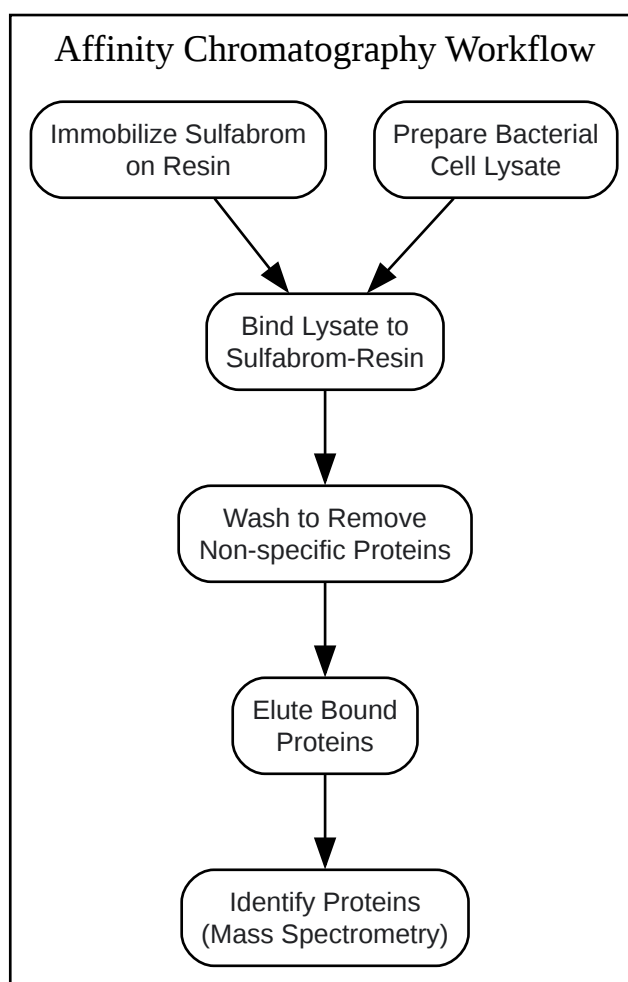 Affinity Chromatography Workflow
Immobilize Sulfabrom
on Resin
Prepare Bacterial
Cell Lysate
Bind Lysate to
Sulfabrom-Resin
Wash to Remove
Non-specific Proteins
Elute Bound
Proteins
Identify Proteins
(Mass Spectrometry)